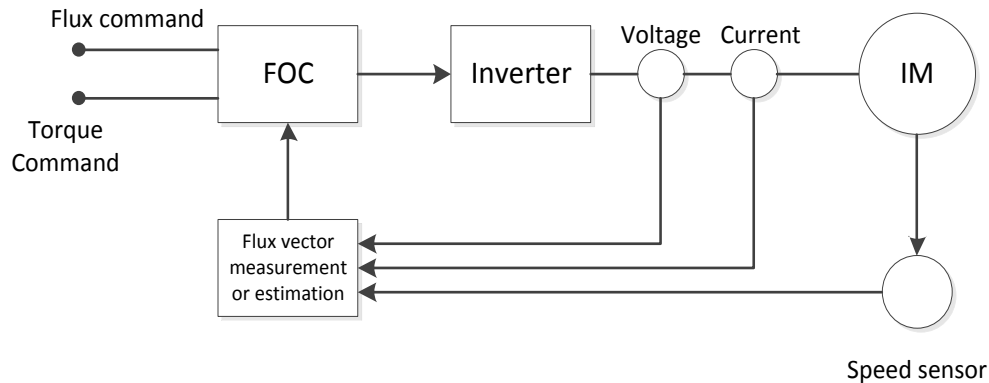 Flux command
Torque
Command
FOC
Inverter
Voltage
Current
IM
Flux vector
measurement
or estimation
Speed sensor